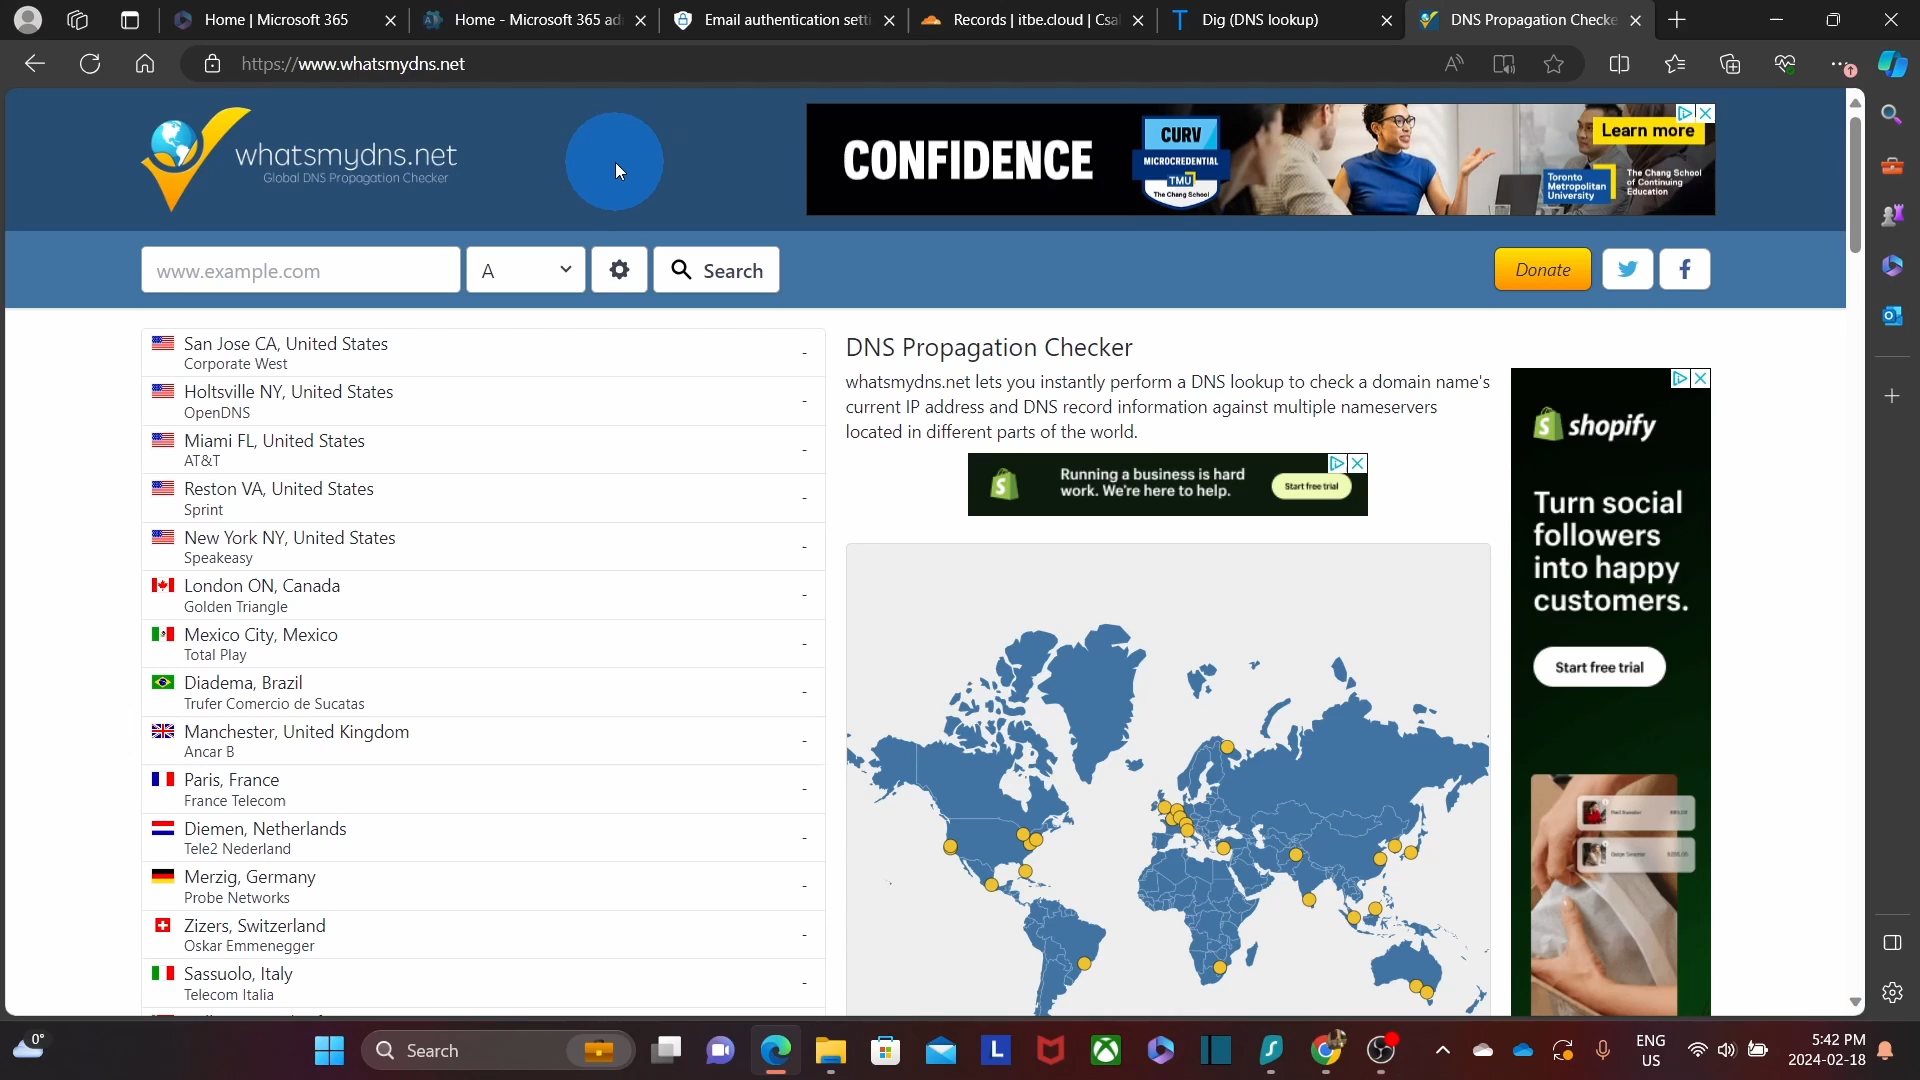 Home | Microsoft 365
Home - Microsoft 365 ad
Email authentication setti
Records | itbe.cloud | Csal
Dig (DNS lookup)
DNS Propagation Checke
https://www.whatsmydns.net
whatsmydns.net
Global DNS Propagation Checker
CONFIDENCE
CURV
MICROCREDENTIAL
TMU
The Chang School
Learn more
Toronto
Metropolitan
University
The Chang School
of Continuing
Education
www.example.com
A
Search
Donate
San Jose CA, United States
Corporate West
-
Holtsville NY, United States
OpenDNS
-
Miami FL, United States
AT&T
-
Reston VA, United States
Sprint
-
New York NY, United States
Speakeasy
-
London ON, Canada
Golden Triangle
-
Mexico City, Mexico
Total Play
-
Diadema, Brazil
Trufer Comercio de Sucatas
-
Manchester, United Kingdom
Ancar B
-
Paris, France
France Telecom
-
Diemen, Netherlands
Tele2 Nederland
-
Merzig, Germany
Probe Networks
-
Zizers, Switzerland
Oskar Emmenegger
-
Sassuolo, Italy
Telecom Italia
-
DNS Propagation Checker
whatsmydns.net lets you instantly perform a DNS lookup to check a domain name's
current IP address and DNS record information against multiple nameservers
located in different parts of the world.
Running a business is hard
work. We're here to help.
Start free trial
shopify
Turn social
followers
into happy
customers.
Start free trial
0°
Search
ENG
US
5:42 PM
2024-02-18